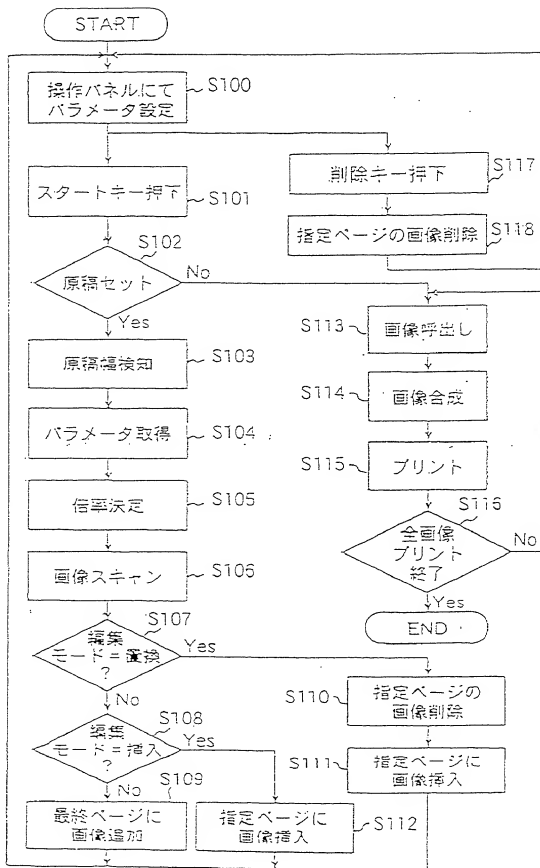 START
操作パネルにて
パラメータ設定
S100
スタートキー押下
S101
削除キー押下
S117
指定ページの画像削除
S118
S102
原稿セット
No
Yes
原稿幅検知
S103
パラメータ取得
S104
倍率決定
S105
画像スキャン
S106
S113
画像呼出し
S114
画像合成
S115
プリント
S116
全画像
プリント
終了
No
Yes
END
S107
編集
モード=置換
?
Yes
No
S108
編集
モード=挿入
?
Yes
No
S109
最終ページに
画像追加
S110
指定ページの
画像削除
S111
指定ページに
画像挿入
指定ページに
画像挿入
S112